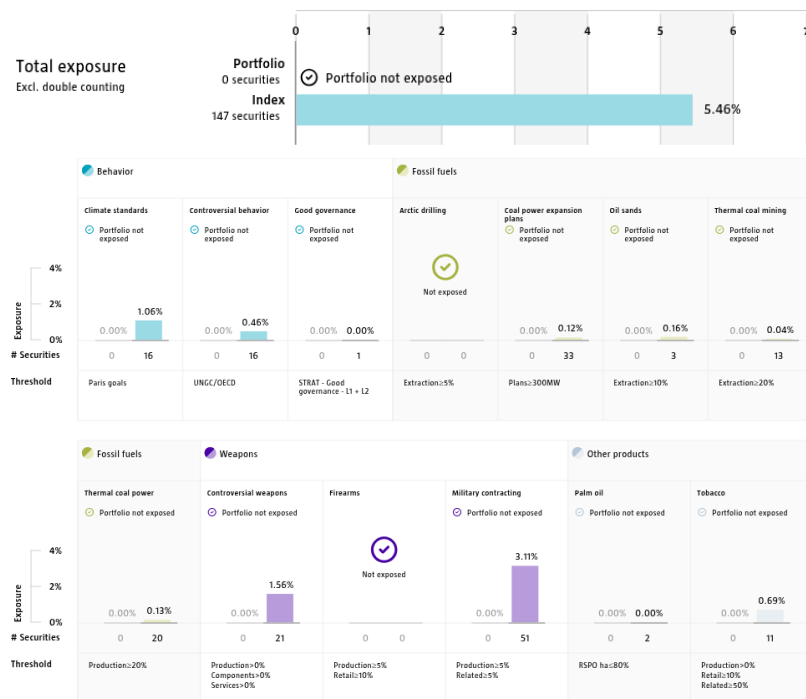 0 1 2 3 4 5 6 7
Total exposure
Excl. double counting
Portfolio
0 securities
Portfolio not exposed
Index
147 securities
5.46%
Behavior
Fossil fuels
Climate standards
Controversial behavior
Good governance
Arctic drilling
Coal power expansion
plans
Oil sands
Thermal coal mining
Portfolio not
exposed
Portfolio not
exposed
Portfolio not
exposed
Not exposed
Portfolio not
exposed
Portfolio not
exposed
Portfolio not
exposed
Exposure
4%
2%
0%
0.00% 1.06%
0.00% 0.46%
0.00% 0.00%
0.00% 0.12%
0.00% 0.16%
0.00% 0.04%
# Securities 0 16 0 16 0 1 0 0 0 33 0 3 0 13
Threshold
Paris goals
UNGC/OECD
STRAT - Good
governance - L1 + L2
Extraction≥5%
Plans≥300MW
Extraction≥10%
Extraction≥20%
Fossil fuels
Weapons
Other products
Thermal coal power
Controversial weapons
Firearms
Military contracting
Palm oil
Tobacco
Portfolio not exposed
Portfolio not exposed
Not exposed
Portfolio not exposed
Portfolio not exposed
Portfolio not exposed
Exposure
4%
2%
0%
0.00% 0.13%
0.00% 1.56%
0.00% 3.11%
0.00% 0.00%
0.00% 0.69%
# Securities 0 20 0 21 0 0 0 51 0 2 0 11
Threshold
Production≥20%
Production>0%
Components>0%
Services>0%
Production≥5%
Retail≥10%
Production≥5%
Related≥5%
RSPO ha≤80%
Production>0%
Retail≥10%
Related≥50%